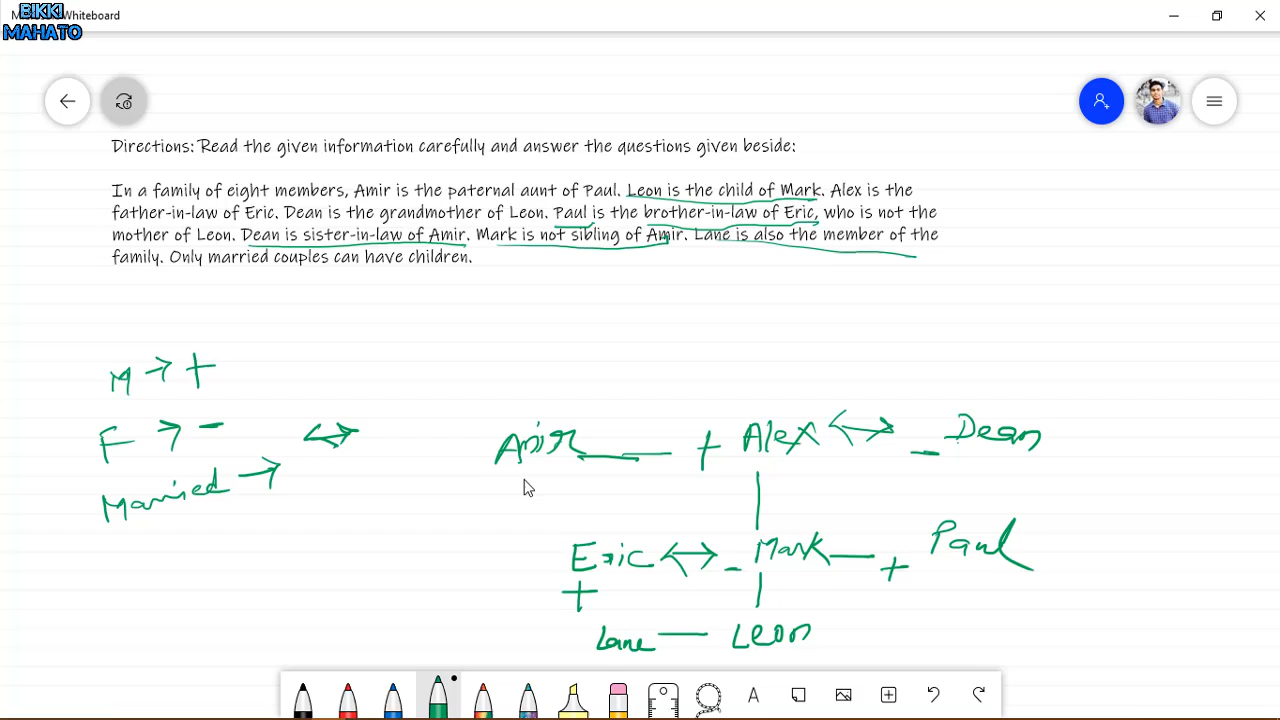 BIKKI
MAHATO
Whiteboard
Directions: Read the given information carefully and answer the questions given beside:
In a family of eight members, Amir is the paternal aunt of Paul. Leon is the child of Mark. Alex is the
father-in-law of Eric. Dean is the grandmother of Leon. Paul is the brother-in-law of Eric, who is not the
mother of Leon. Dean is sister-in-law of Amir. Mark is not sibling of Amir. Lane is also the member of the
family. Only married couples can have children.
M → +
F → -
Married → ↔
Amir — + Alex ↔ - Dean
Eric ↔ - Mark — + Paul
+
Lane — Leon
A